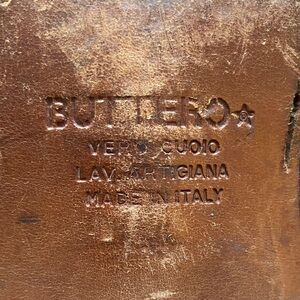 BUTTERO
VERO CUOIO
LAV. ARTIGIANA
MADE IN ITALY